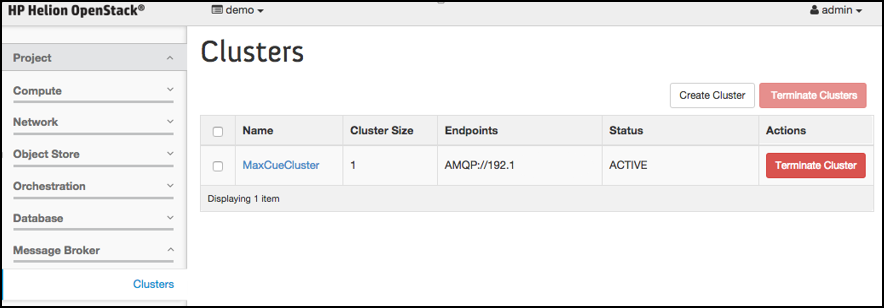 HP Helion OpenStack®
demo
admin
Project
Compute
Network
Object Store
Orchestration
Database
Message Broker
Clusters
Clusters
Create Cluster
Terminate Clusters
Name Cluster Size Endpoints Status Actions
MaxCueCluster 1 AMQP://192.1 ACTIVE Terminate Cluster
Displaying 1 item